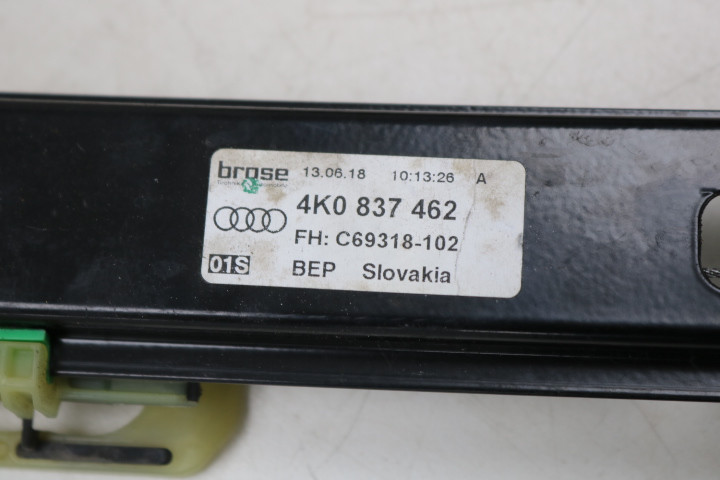 brose 13.06.18 10:13:26 A
4K0 837 462
FH: C69318-102
01S BEP Slovakia